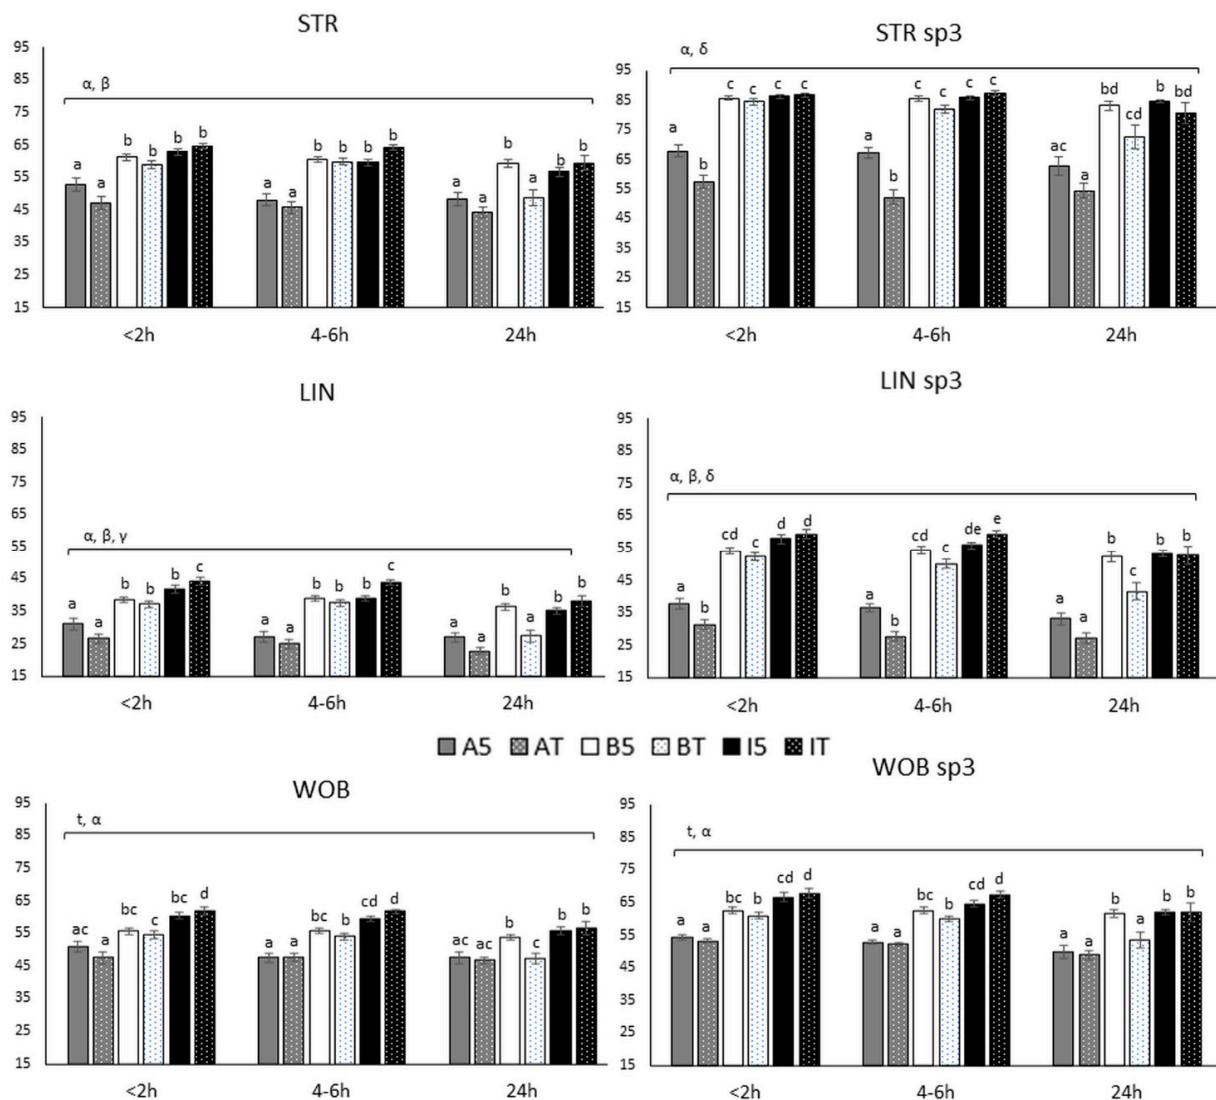 STR
95
85
75
65
55
45
35
25
15
α, β
a a b b b b
a a b b b b
a a b a b b
<2h 4-6h 24h
STR sp3
95
85
75
65
55
45
35
25
15
α, δ
a b c c c c
a b c c c c
ac a bd cd b bd
<2h 4-6h 24h
LIN
95
85
75
65
55
45
35
25
15
α, β, γ
a a b b b c
a a b b b c
a a b a b b
<2h 4-6h 24h
LIN sp3
95
85
75
65
55
45
35
25
15
α, β, δ
a b cd c d d
a b cd c de e
a a b c b b
<2h 4-6h 24h
A5 AT B5 BT I5 IT
WOB
95
85
75
65
55
45
35
25
15
t, α
ac a bc c bc d
a a bc b cd d
ac ac b c b b
<2h 4-6h 24h
WOB sp3
95
85
75
65
55
45
35
25
15
t, α
a a bc b cd d
a a bc b cd d
a a b a b b
<2h 4-6h 24h